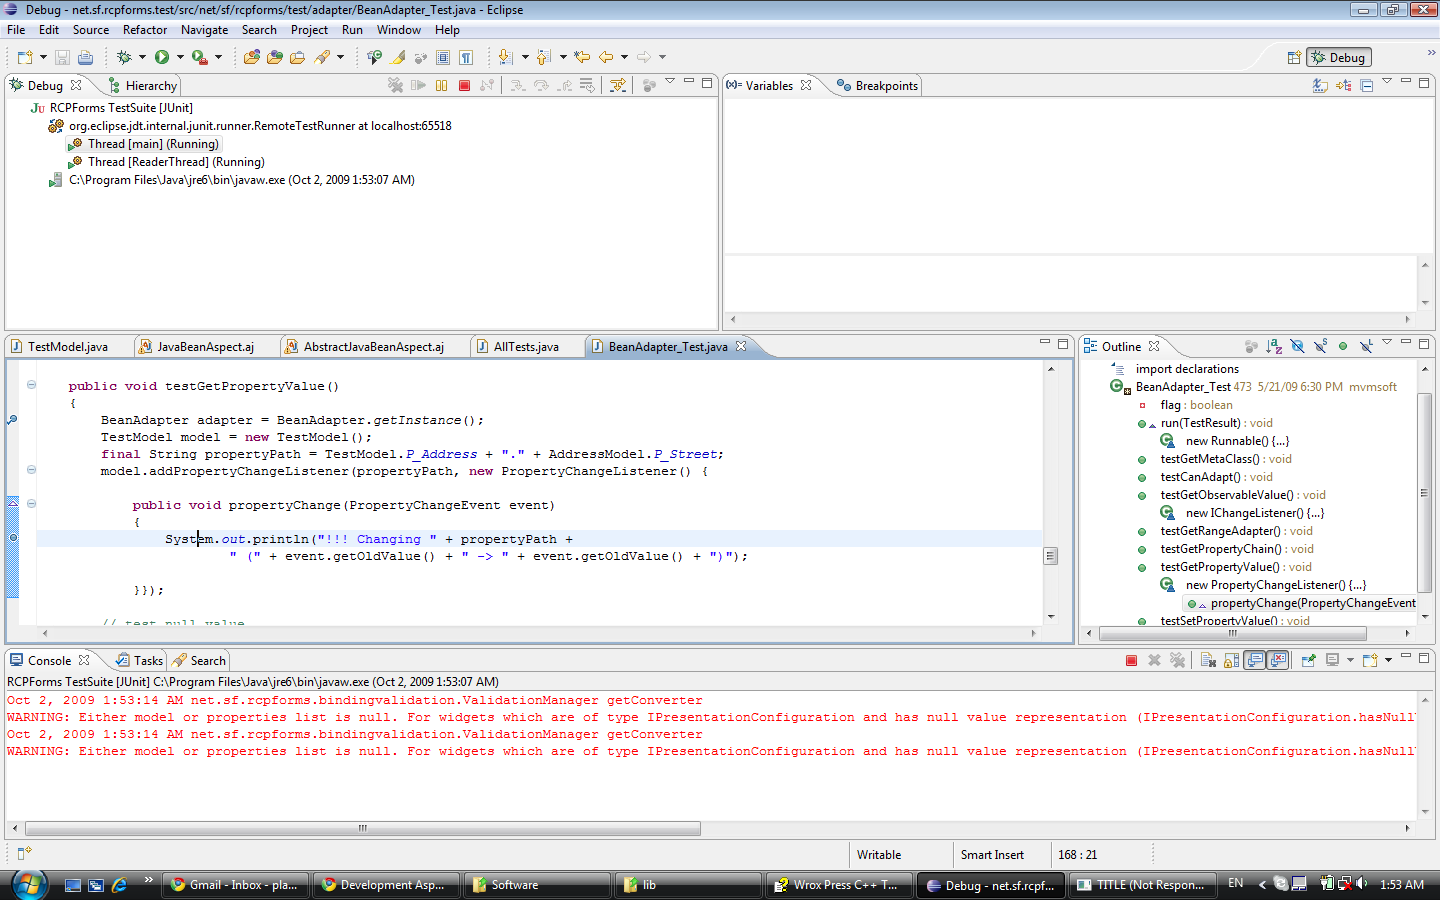 Debug - net.sf.rcpforms.test/src/net/sf/rcpforms/test/adapter/BeanAdapter_Test.java - Eclipse
File Edit Source Refactor Navigate Search Project Run Window Help
Debug
Debug Hierarchy
RCPForms TestSuite [JUnit]
org.eclipse.jdt.internal.junit.runner.RemoteTestRunner at localhost:65518
Thread [main] (Running)
Thread [ReaderThread] (Running)
C:\Program Files\Java\jre6\bin\javaw.exe (Oct 2, 2009 1:53:07 AM)
Variables Breakpoints
TestModel.java JavaBeanAspect.aj AbstractJavaBeanAspect.aj AllTests.java BeanAdapter_Test.java
public void testGetPropertyValue()
{
BeanAdapter adapter = BeanAdapter.getInstance();
TestModel model = new TestModel();
final String propertyPath = TestModel.P_Address + "." + AddressModel.P_Street;
model.addPropertyChangeListener(propertyPath, new PropertyChangeListener() {
public void propertyChange(PropertyChangeEvent event)
{
System.out.println("!!! Changing " + propertyPath +
" (" + event.getOldValue() + " -> " + event.getOldValue() + ")");
}});
// test null value
Outline
import declarations
BeanAdapter_Test 473 5/21/09 6:30 PM mvmsoft
flag : boolean
run(TestResult) : void
new Runnable() {...}
testGetMetaClass() : void
testCanAdapt() : void
testGetObservableValue() : void
new IChangeListener() {...}
testGetRangeAdapter() : void
testGetPropertyChain() : void
testGetPropertyValue() : void
new PropertyChangeListener() {...}
propertyChange(PropertyChangeEvent
testSetPropertyValue() : void
Console Tasks Search
RCPForms TestSuite [JUnit] C:\Program Files\Java\jre6\bin\javaw.exe (Oct 2, 2009 1:53:07 AM)
Oct 2, 2009 1:53:14 AM net.sf.rcpforms.bindingvalidation.ValidationManager getConverter
WARNING: Either model or properties list is null. For widgets which are of type IPresentationConfiguration and has null value representation (IPresentationConfiguration.hasNull
Oct 2, 2009 1:53:14 AM net.sf.rcpforms.bindingvalidation.ValidationManager getConverter
WARNING: Either model or properties list is null. For widgets which are of type IPresentationConfiguration and has null value representation (IPresentationConfiguration.hasNull
Writable Smart Insert 168 : 21
Gmail - Inbox - pla... Development Asp... Software lib Wrox Press C++ T... Debug - net.sf.rcpf... TITLE (Not Respon... EN 1:53 AM